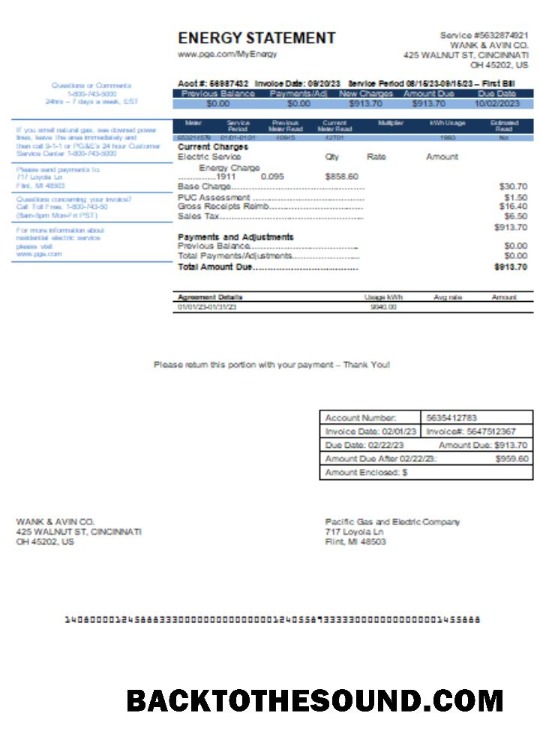 ENERGY STATEMENT
www.pge.com/MyEnergy
Service #5632874921
WANK & AVIN CO.
425 WALNUT ST, CINCINNATI
OH 45202, US
Questions or Comments
1-800-743-5000
24hrs – 7 days a week, EST
If you smell natural gas, see downed power
lines, leave the area immediately and
then call 9-1-1 or PG&E's 24 hour Customer
Service Center 1-800-743-5000
Please send payments to.
717 Loyola Ln
Flint, MI 48503
Questions concerning your invoice?
Call Toll Free. 1-800-743-50
(8am-5pm Mon-Fri PST)
For more information about
residential electric service
please visit
www.pge.com
Acct #: 56987432 Invoice Date: 09/20/23 Service Period 08/15/23-09/15/23 – First Bill
Previous Balance Payments/Adj New Charges Amount Due Due Date
$0.00 $0.00 $913.70 $913.70 10/02/2023
Meter Service Period Previous Meter Read Current Meter Read Multiplier kWh Usage Estimated Read
01/01-01/31 40915 42701 1993 No
Current Charges
Electric Service Qty Rate Amount
Energy Charge
............1911 0.095 $858.60
Base Charge $30.70
PUC Assessment $1.50
Gross Receipts Reimb $16.40
Sales Tax $6.50
$913.70
Payments and Adjustments
Previous Balance $0.00
Total Payments/Adjustments $0.00
Total Amount Due $913.70
Agreement Details Usage kWh Avg rate Amount
01/01/23-01/31/23 9040.00
Please return this portion with your payment – Thank You!
Account Number: 5635412783
Invoice Date: 02/01/23 Invoice#: 5647512367
Due Date: 02/22/23 Amount Due: $913.70
Amount Due After 02/22/23: $959.60
Amount Enclosed: $
WANK & AVIN CO.
425 WALNUT ST, CINCINNATI
OH 45202, US
Pacific Gas and Electric Company
717 Loyola Ln
Flint, MI 48503
BACKTOTHESOUND.COM